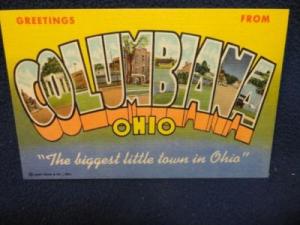 GREETINGS FROM
COLUMBIANA
OHIO
"The biggest little town in Ohio"